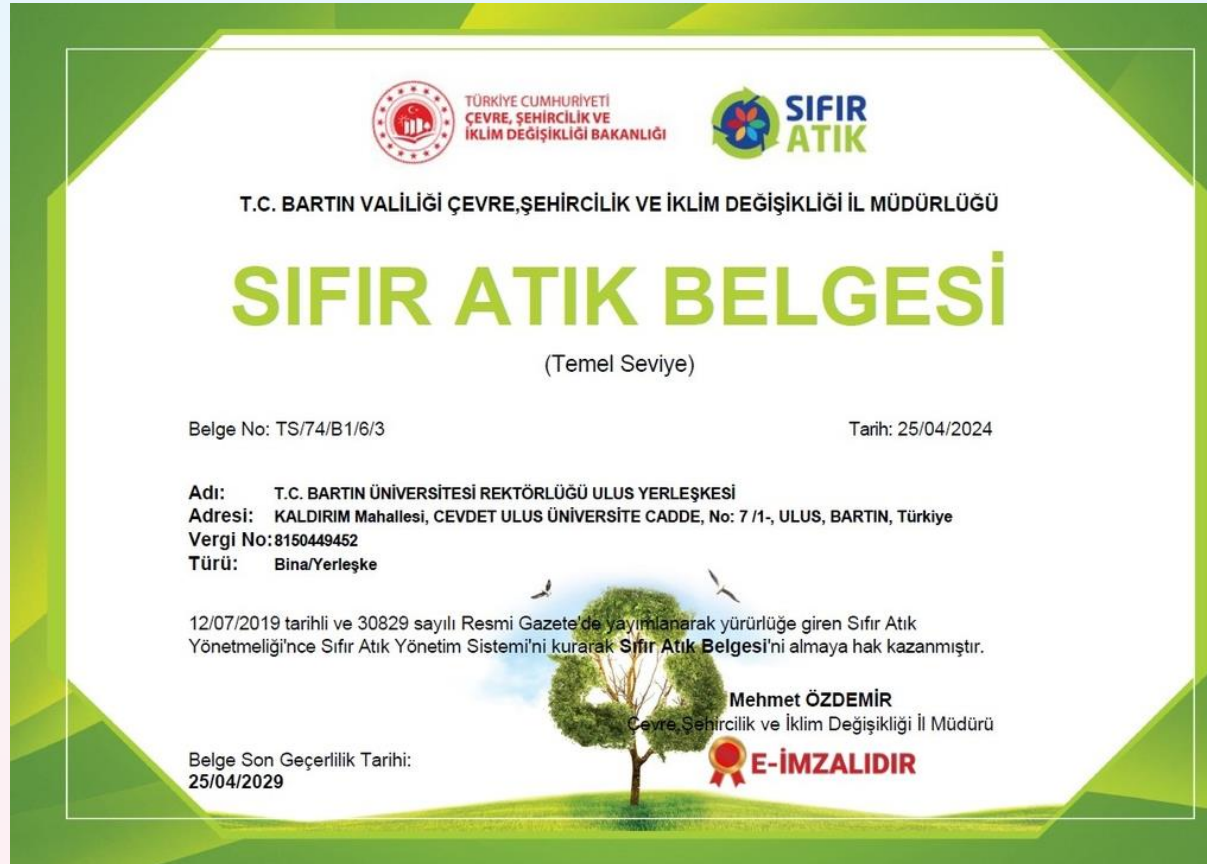 TÜRKİYE CUMHURİYETİ
ÇEVRE, ŞEHİRCİLİK VE
İKLİM DEĞİŞİKLİĞİ BAKANLIĞI
SIFIR
ATIK
T.C. BARTIN VALİLİĞİ ÇEVRE,ŞEHİRCİLİK VE İKLİM DEĞİŞİKLİĞİ İL MÜDÜRLÜĞÜ
SIFIR ATIK BELGESİ
(Temel Seviye)
Belge No: TS/74/B1/6/3 Tarih: 25/04/2024
Adı: T.C. BARTIN ÜNİVERSİTESİ REKTÖRLÜĞÜ ULUS YERLEŞKESİ
Adresi: KALDIRIM Mahallesi, CEVDET ULUS ÜNİVERSİTE CADDE, No: 7 /1-, ULUS, BARTIN, Türkiye
Vergi No: 8150449452
Türü: Bina/Yerleşke
12/07/2019 tarihli ve 30829 sayılı Resmi Gazete'de yayımlanarak yürürlüğe giren Sıfır Atık
Yönetmeliği'nce Sıfır Atık Yönetim Sistemi'ni kurarak Sıfır Atık Belgesi'ni almaya hak kazanmıştır.
Mehmet ÖZDEMİR
Çevre,Şehircilik ve İklim Değişikliği İl Müdürü
E-İMZALIDIR
Belge Son Geçerlilik Tarihi:
25/04/2029